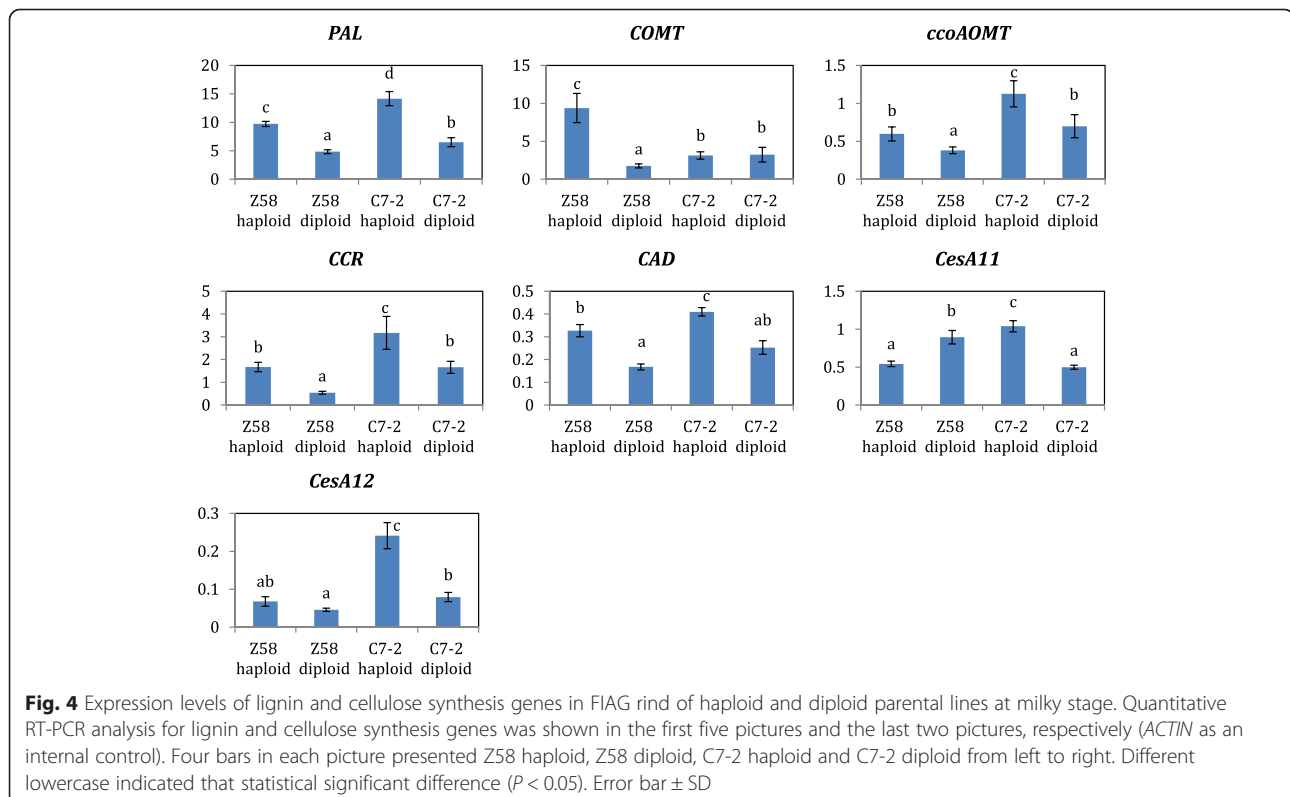 PAL
20
15
10
5
0
c
a
d
b
Z58 haploid
Z58 diploid
C7-2 haploid
C7-2 diploid
COMT
15
10
5
0
c
a
b
b
Z58 haploid
Z58 diploid
C7-2 haploid
C7-2 diploid
ccoAOMT
1.5
1
0.5
0
b
a
c
b
Z58 haploid
Z58 diploid
C7-2 haploid
C7-2 diploid
CCR
5
4
3
2
1
0
b
a
c
b
Z58 haploid
Z58 diploid
C7-2 haploid
C7-2 diploid
CAD
0.5
0.4
0.3
0.2
0.1
0
b
a
c
ab
Z58 haploid
Z58 diploid
C7-2 haploid
C7-2 diploid
CesA11
1.5
1
0.5
0
a
b
c
a
Z58 haploid
Z58 diploid
C7-2 haploid
C7-2 diploid
CesA12
0.3
0.2
0.1
0
ab
a
c
b
Z58 haploid
Z58 diploid
C7-2 haploid
C7-2 diploid
Fig. 4 Expression levels of lignin and cellulose synthesis genes in FIAG rind of haploid and diploid parental lines at milky stage. Quantitative
RT-PCR analysis for lignin and cellulose synthesis genes was shown in the first five pictures and the last two pictures, respectively (ACTIN as an
internal control). Four bars in each picture presented Z58 haploid, Z58 diploid, C7-2 haploid and C7-2 diploid from left to right. Different
lowercase indicated that statistical significant difference (P < 0.05). Error bar ± SD